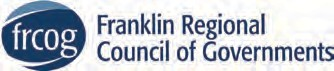 frcog
Franklin Regional
Council of Governments